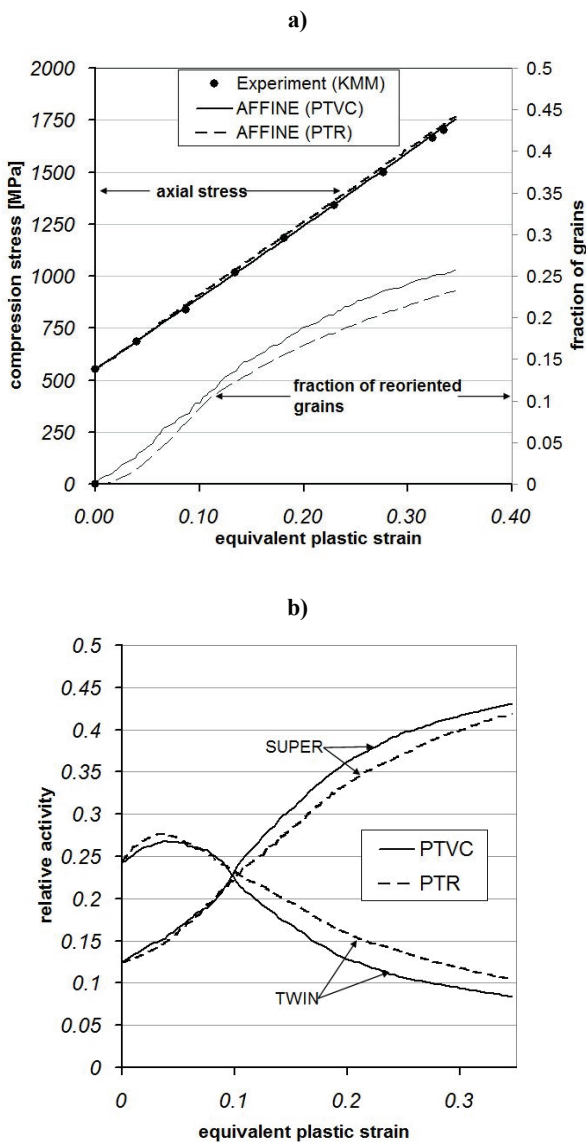 a)
2000
1750
1500
1250
1000
750
500
250
0
compression stress [MPa]
Experiment (KMM)
AFFINE (PTVC)
AFFINE (PTR)
axial stress
fraction of reoriented
grains
0.5
0.45
0.4
0.35
0.3
0.25
0.2
0.15
0.1
0.05
0
fraction of grains
0.00 0.10 0.20 0.30 0.40
equivalent plastic strain
b)
0.5
0.45
0.4
0.35
0.3
0.25
0.2
0.15
0.1
0.05
0
relative activity
SUPER
PTVC
PTR
TWIN
0 0.1 0.2 0.3
equivalent plastic strain